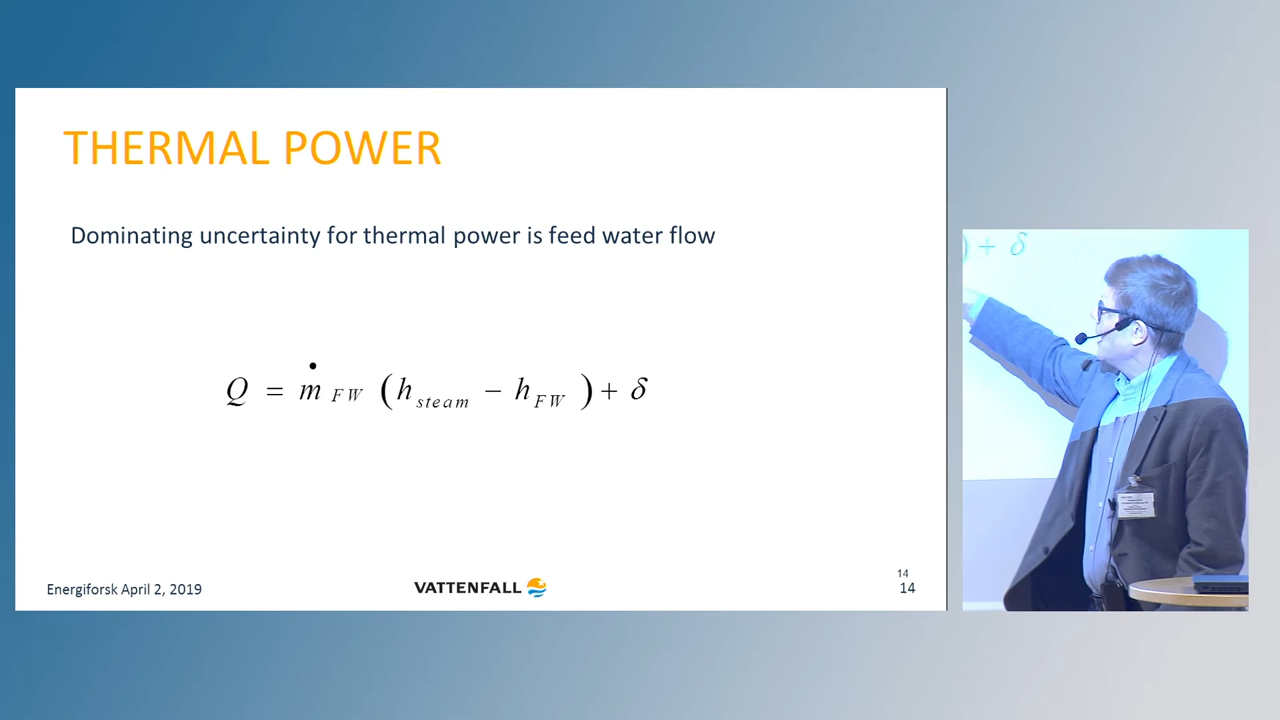 THERMAL POWER
Dominating uncertainty for thermal power is feed water flow
Q = ṁ FW (h steam − h FW ) + δ
) + δ
Energiforsk April 2, 2019
VATTENFALL
14
14